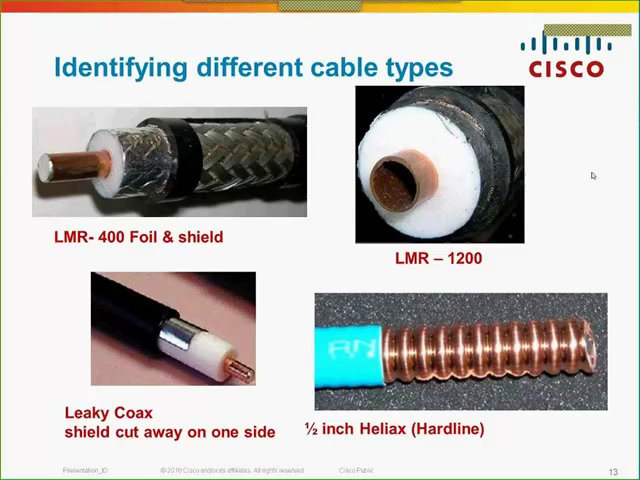 Identifying different cable types
CISCO
LMR- 400 Foil & shield
LMR – 1200
RN
Leaky Coax
shield cut away on one side
½ inch Heliax (Hardline)
Presentation_ID
© 2010 Cisco and/or its affiliates. All rights reserved.
Cisco Public
13